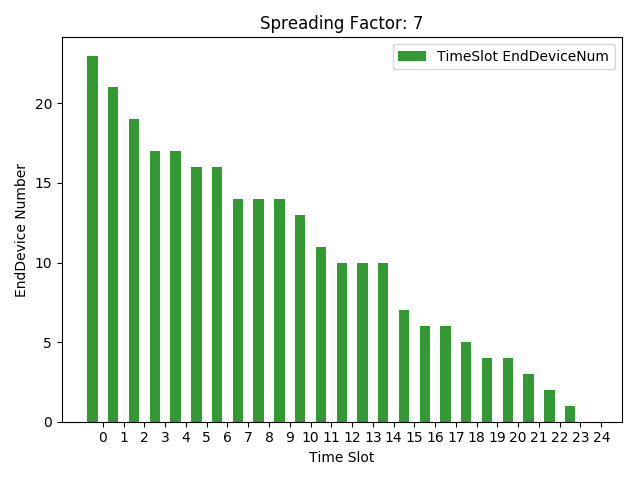 Spreading Factor: 7
TimeSlot EndDeviceNum
20
15
10
5
0
EndDevice Number
0 1 2 3 4 5 6 7 8 9 10 11 12 13 14 15 16 17 18 19 20 21 22 23 24
Time Slot